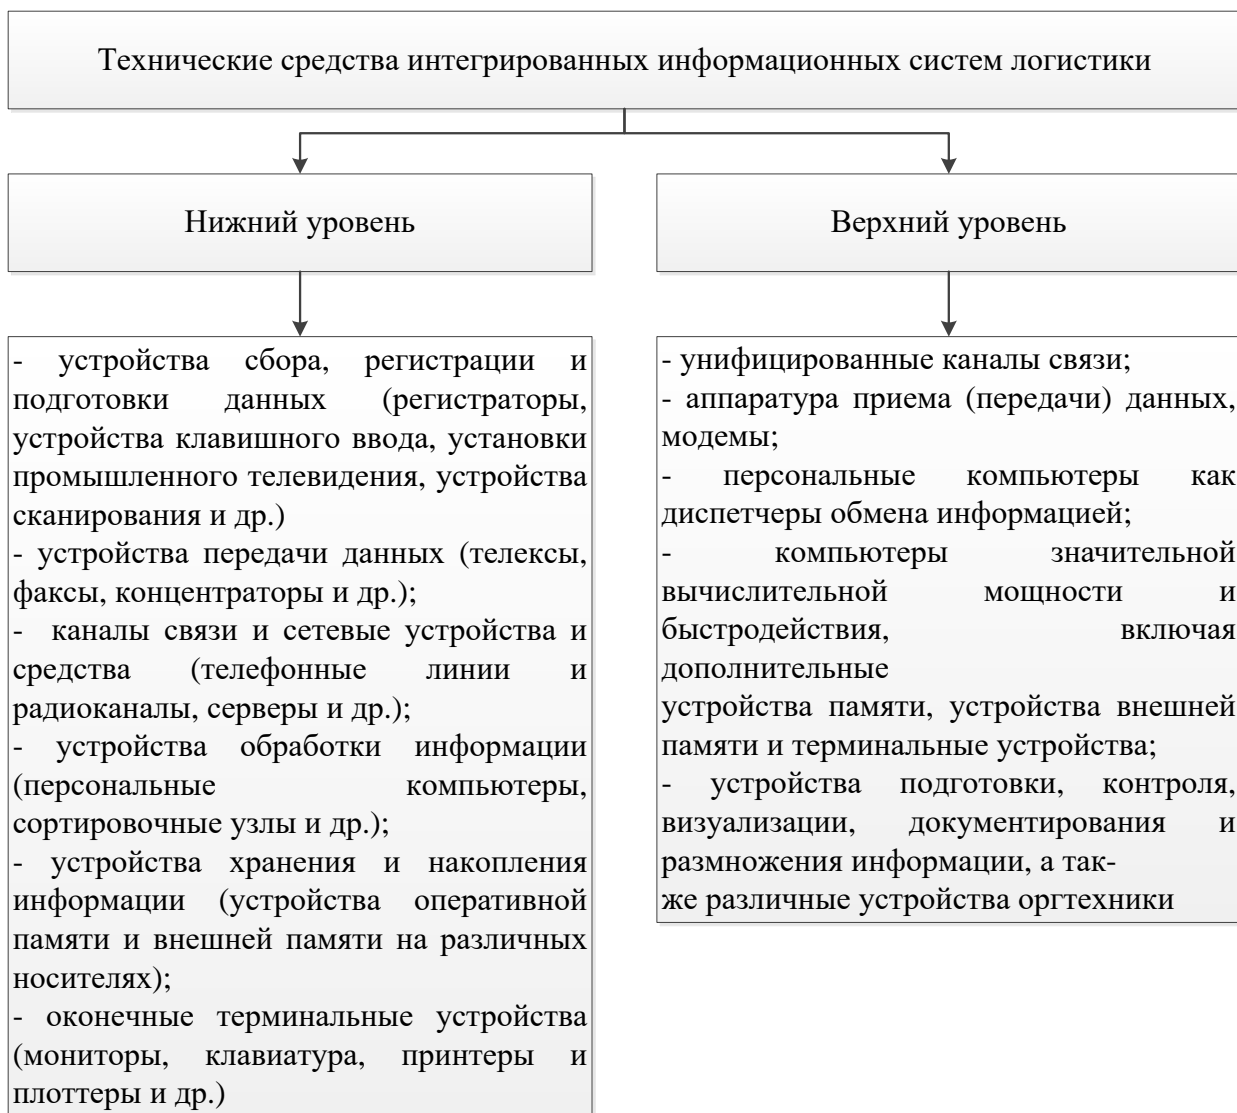 Технические средства интегрированных информационных систем логистики
Нижний уровень
Верхний уровень
- устройства сбора, регистрации и
подготовки данных (регистраторы,
устройства клавишного ввода, установки
промышленного телевидения, устройства
сканирования и др.)
- устройства передачи данных (телексы,
факсы, концентраторы и др.);
- каналы связи и сетевые устройства и
средства (телефонные линии и
радиоканалы, серверы и др.);
- устройства обработки информации
(персональные компьютеры,
сортировочные узлы и др.);
- устройства хранения и накопления
информации (устройства оперативной
памяти и внешней памяти на различных
носителях);
- оконечные терминальные устройства
(мониторы, клавиатура, принтеры и
плоттеры и др.)
- унифицированные каналы связи;
- аппаратура приема (передачи) данных,
модемы;
- персональные компьютеры как
диспетчеры обмена информацией;
- компьютеры значительной
вычислительной мощности и
быстродействия, включая
дополнительные
устройства памяти, устройства внешней
памяти и терминальные устройства;
- устройства подготовки, контроля,
визуализации, документирования и
размножения информации, а так-
же различные устройства оргтехники